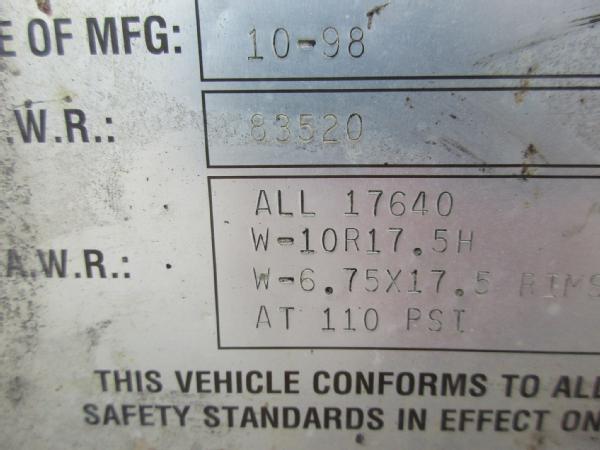 E OF MFG: 10-98
.W.R.: 83520
ALL 17640
W-10R17.5H
.A.W.R.: W-6.75X17.5 RIMS
AT 110 PSI
THIS VEHICLE CONFORMS TO ALL
SAFETY STANDARDS IN EFFECT ON